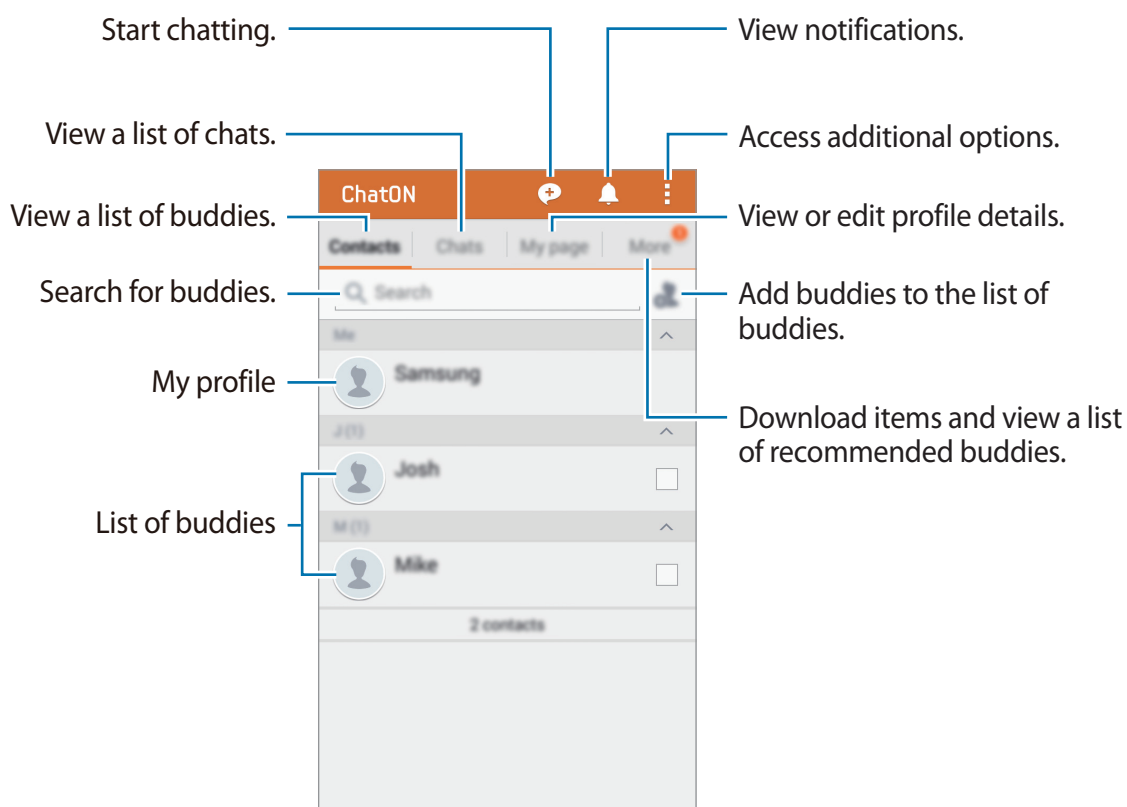 Start chatting.
View notifications.
View a list of chats.
Access additional options.
ChatON
View a list of buddies.
View or edit profile details.
Contacts
Chats
My page
More
Search for buddies.
Search
Add buddies to the list of
buddies.
Me
My profile
Samsung
Download items and view a list
of recommended buddies.
J (1)
Josh
List of buddies
M (1)
Mike
2 contacts